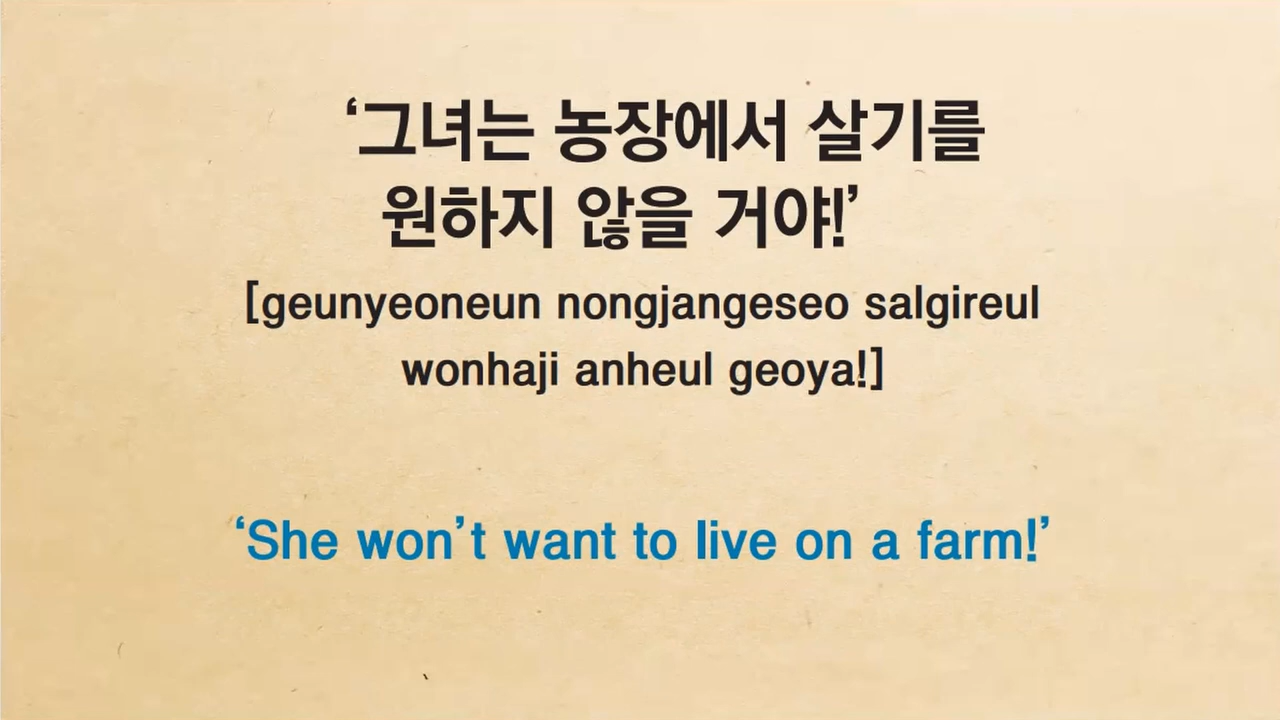 ‘그녀는 농장에서 살기를
원하지 않을 거야!’
[geunyeoneun nongjangeseo salgireul
wonhaji anheul geoya!]
‘She won’t want to live on a farm!’